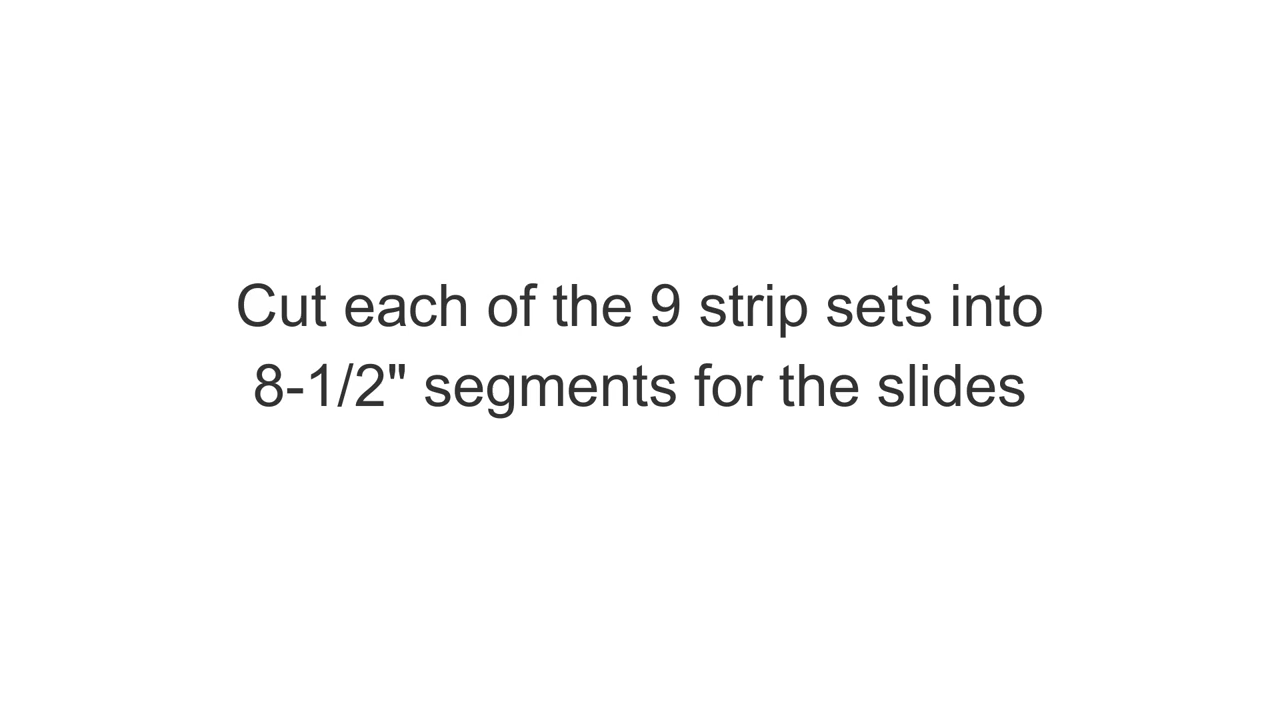 Cut each of the 9 strip sets into
8-1/2" segments for the slides